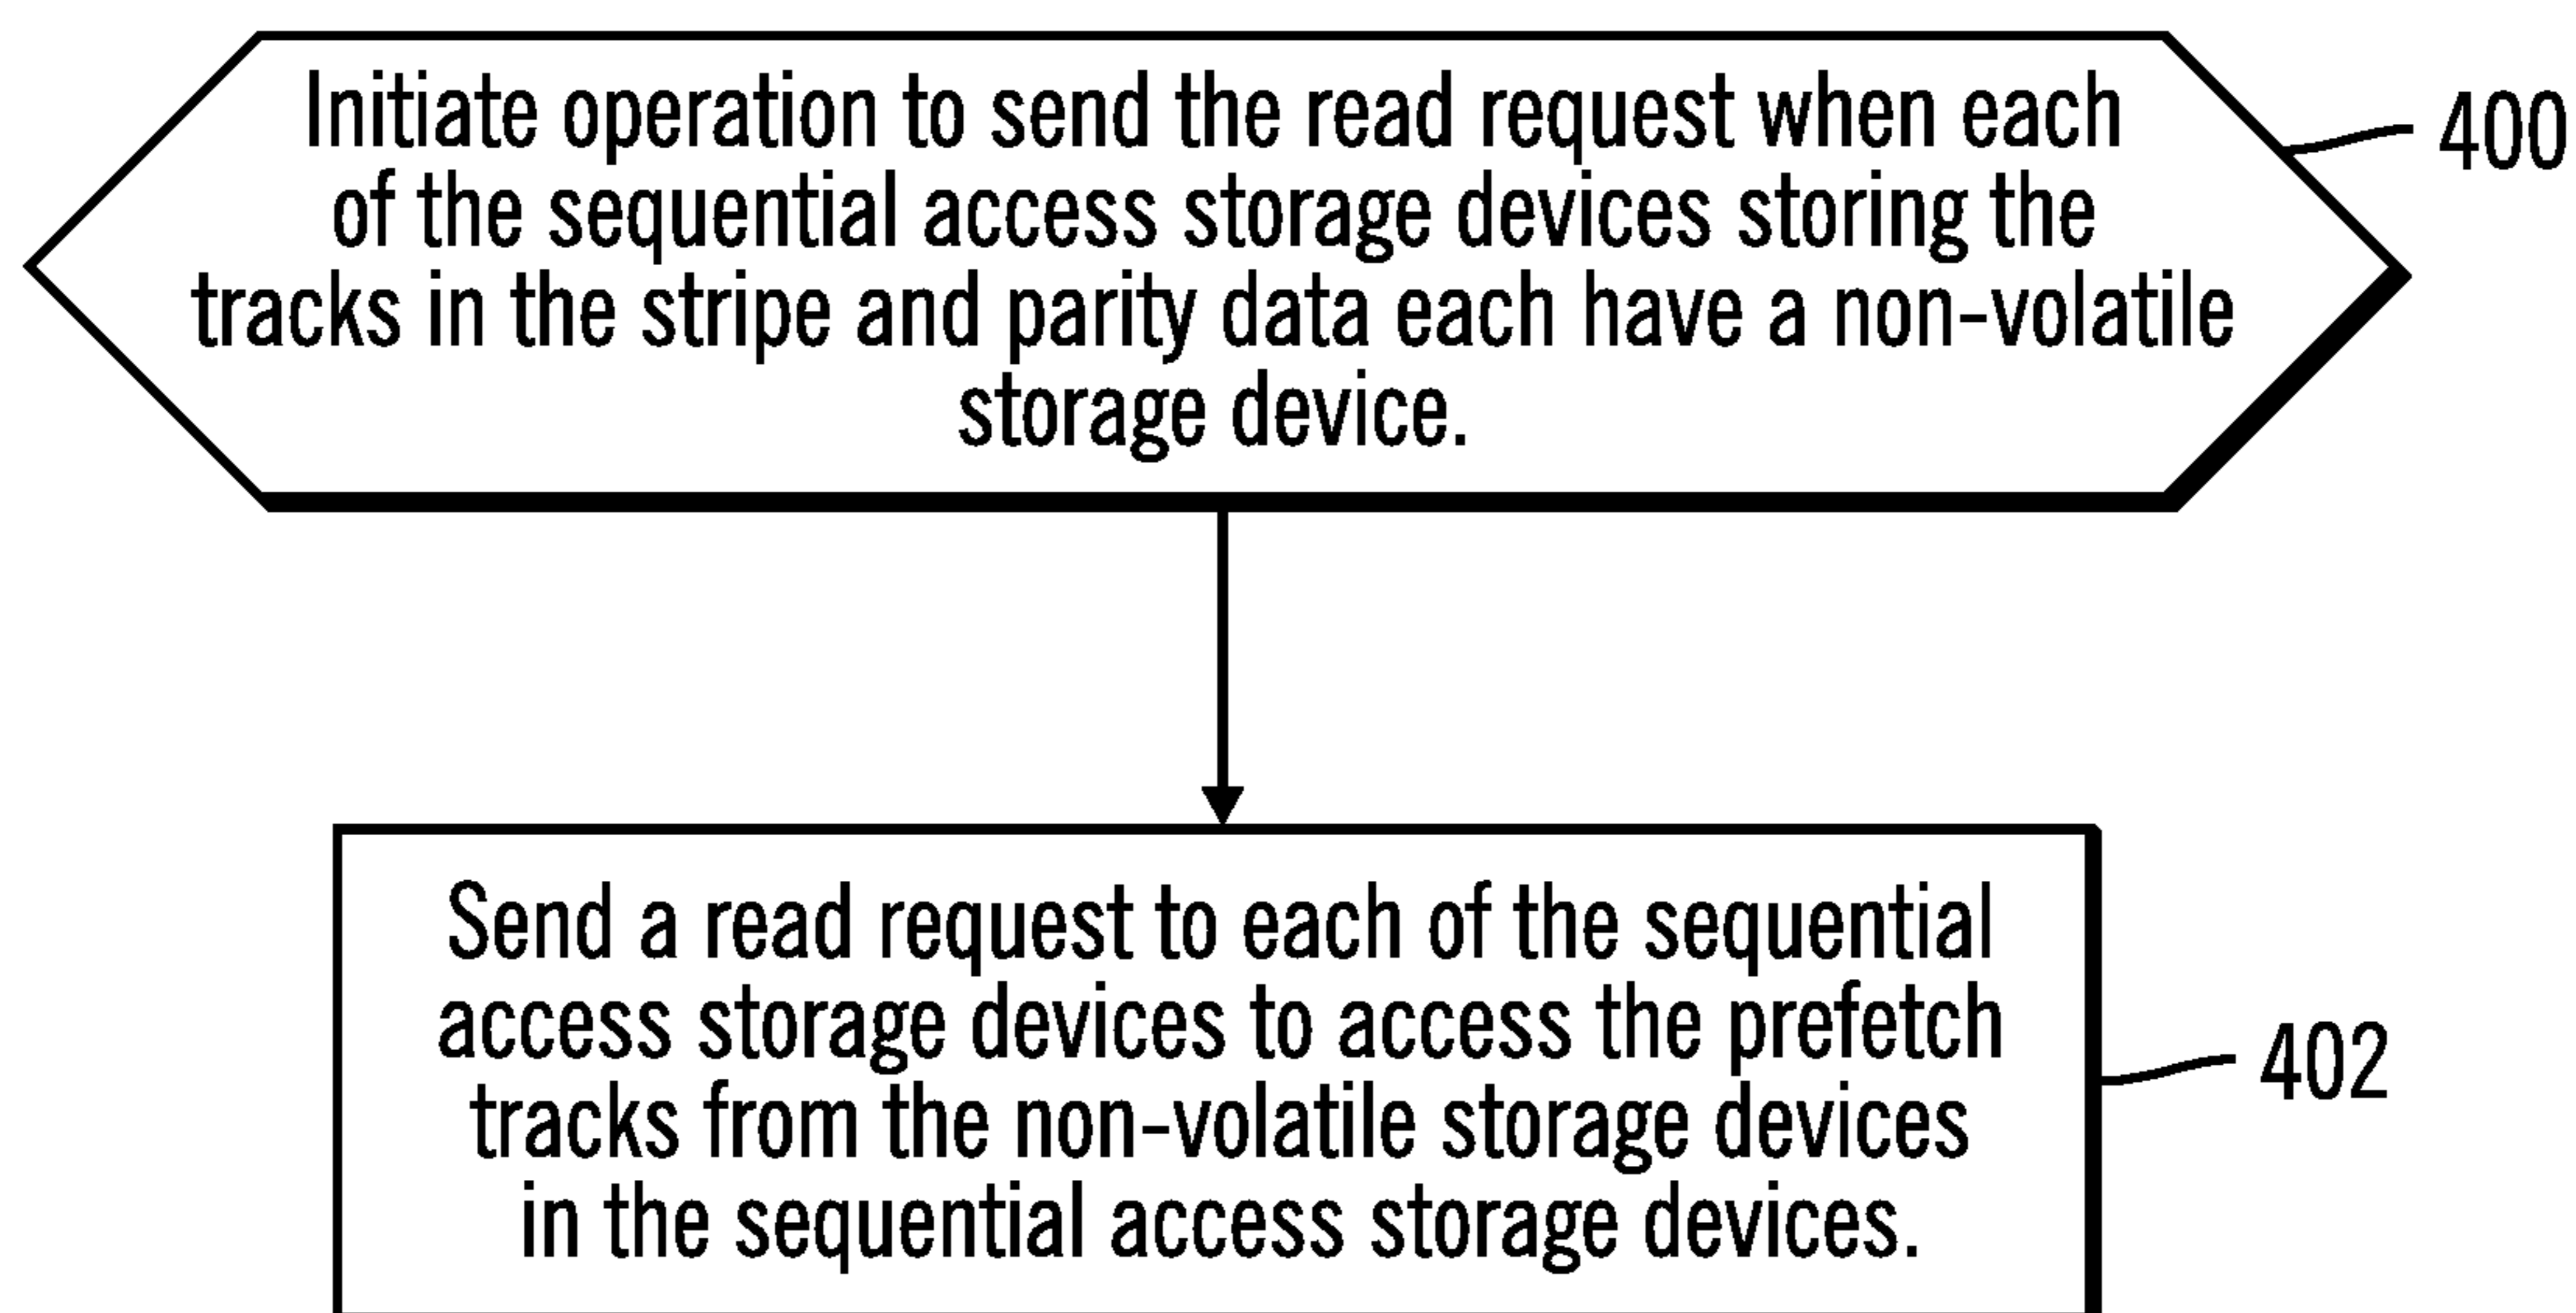 Initiate operation to send the read request when each
of the sequential access storage devices storing the
tracks in the stripe and parity data each have a non-volatile
storage device.
400
Send a read request to each of the sequential
access storage devices to access the prefetch
tracks from the non-volatile storage devices
in the sequential access storage devices.
402